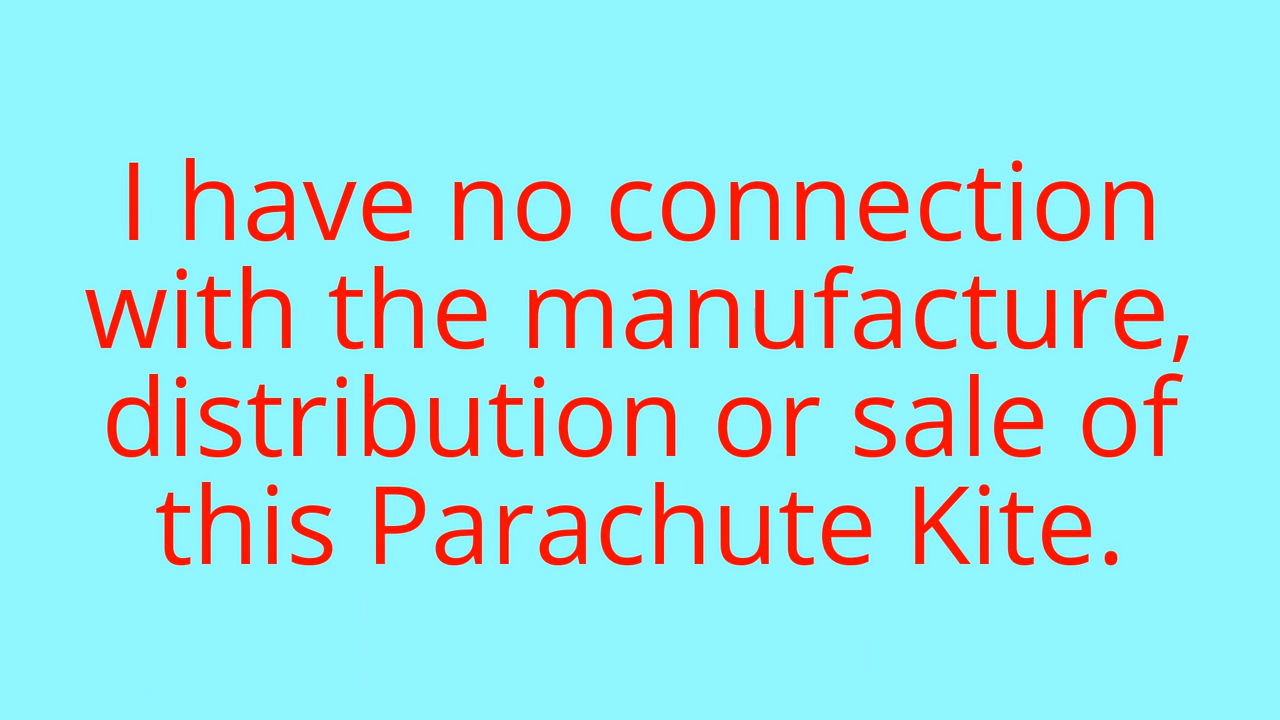 I have no connection
with the manufacture,
distribution or sale of
this Parachute Kite.